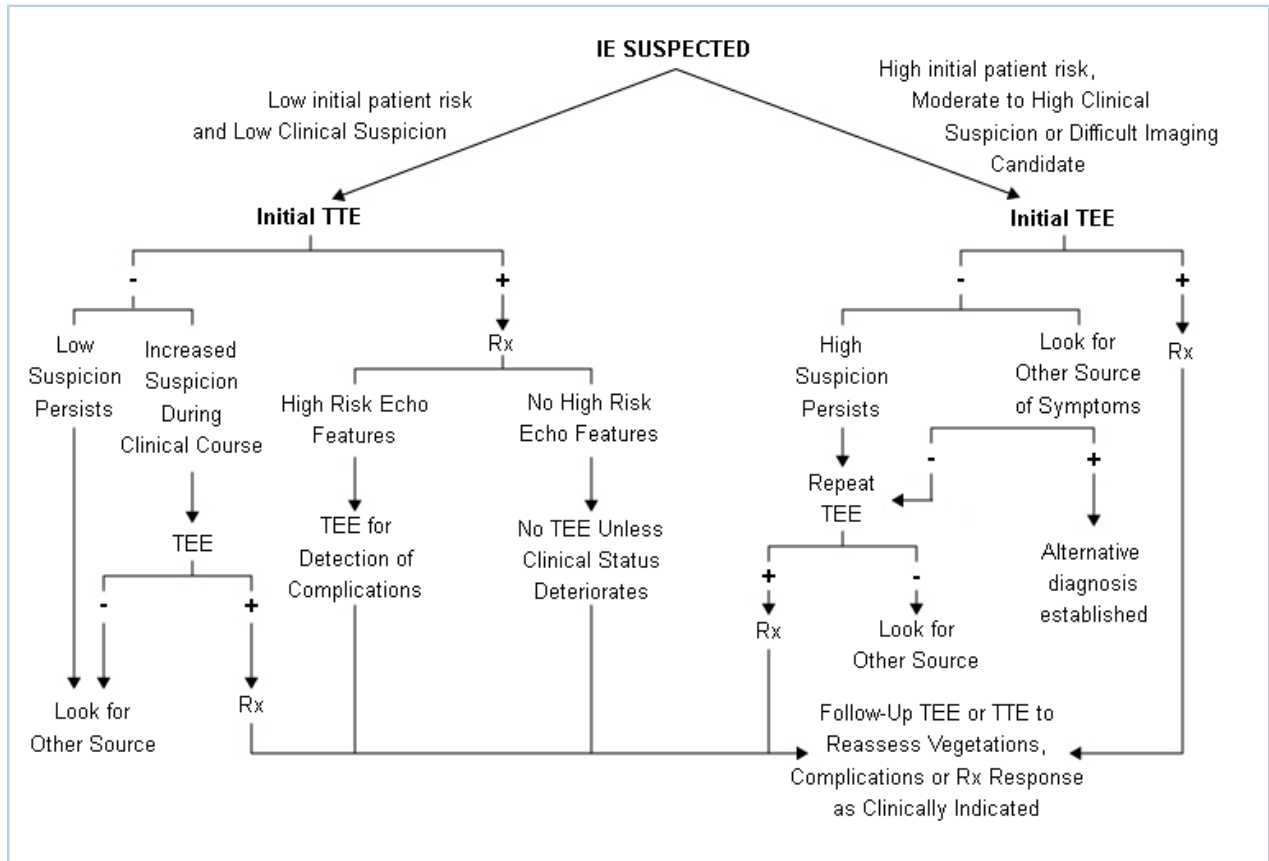 IE SUSPECTED
Low initial patient risk
and Low Clinical Suspicion
High initial patient risk,
Moderate to High Clinical
Suspicion or Difficult Imaging
Candidate
Initial TTE
Initial TEE
-
+
-
+
Low
Suspicion
Persists
Increased
Suspicion
During
Clinical Course
Rx
High Risk Echo
Features
No High Risk
Echo Features
High
Suspicion
Persists
Look for
Other Source
of Symptoms
Rx
-
+
TEE
TEE for
Detection of
Complications
No TEE Unless
Clinical Status
Deteriorates
Repeat
TEE
Alternative
diagnosis
established
-
+
+
-
Rx
Look for
Other Source
Look for
Other Source
Rx
Follow-Up TEE or TTE to
Reassess Vegetations,
Complications or Rx Response
as Clinically Indicated